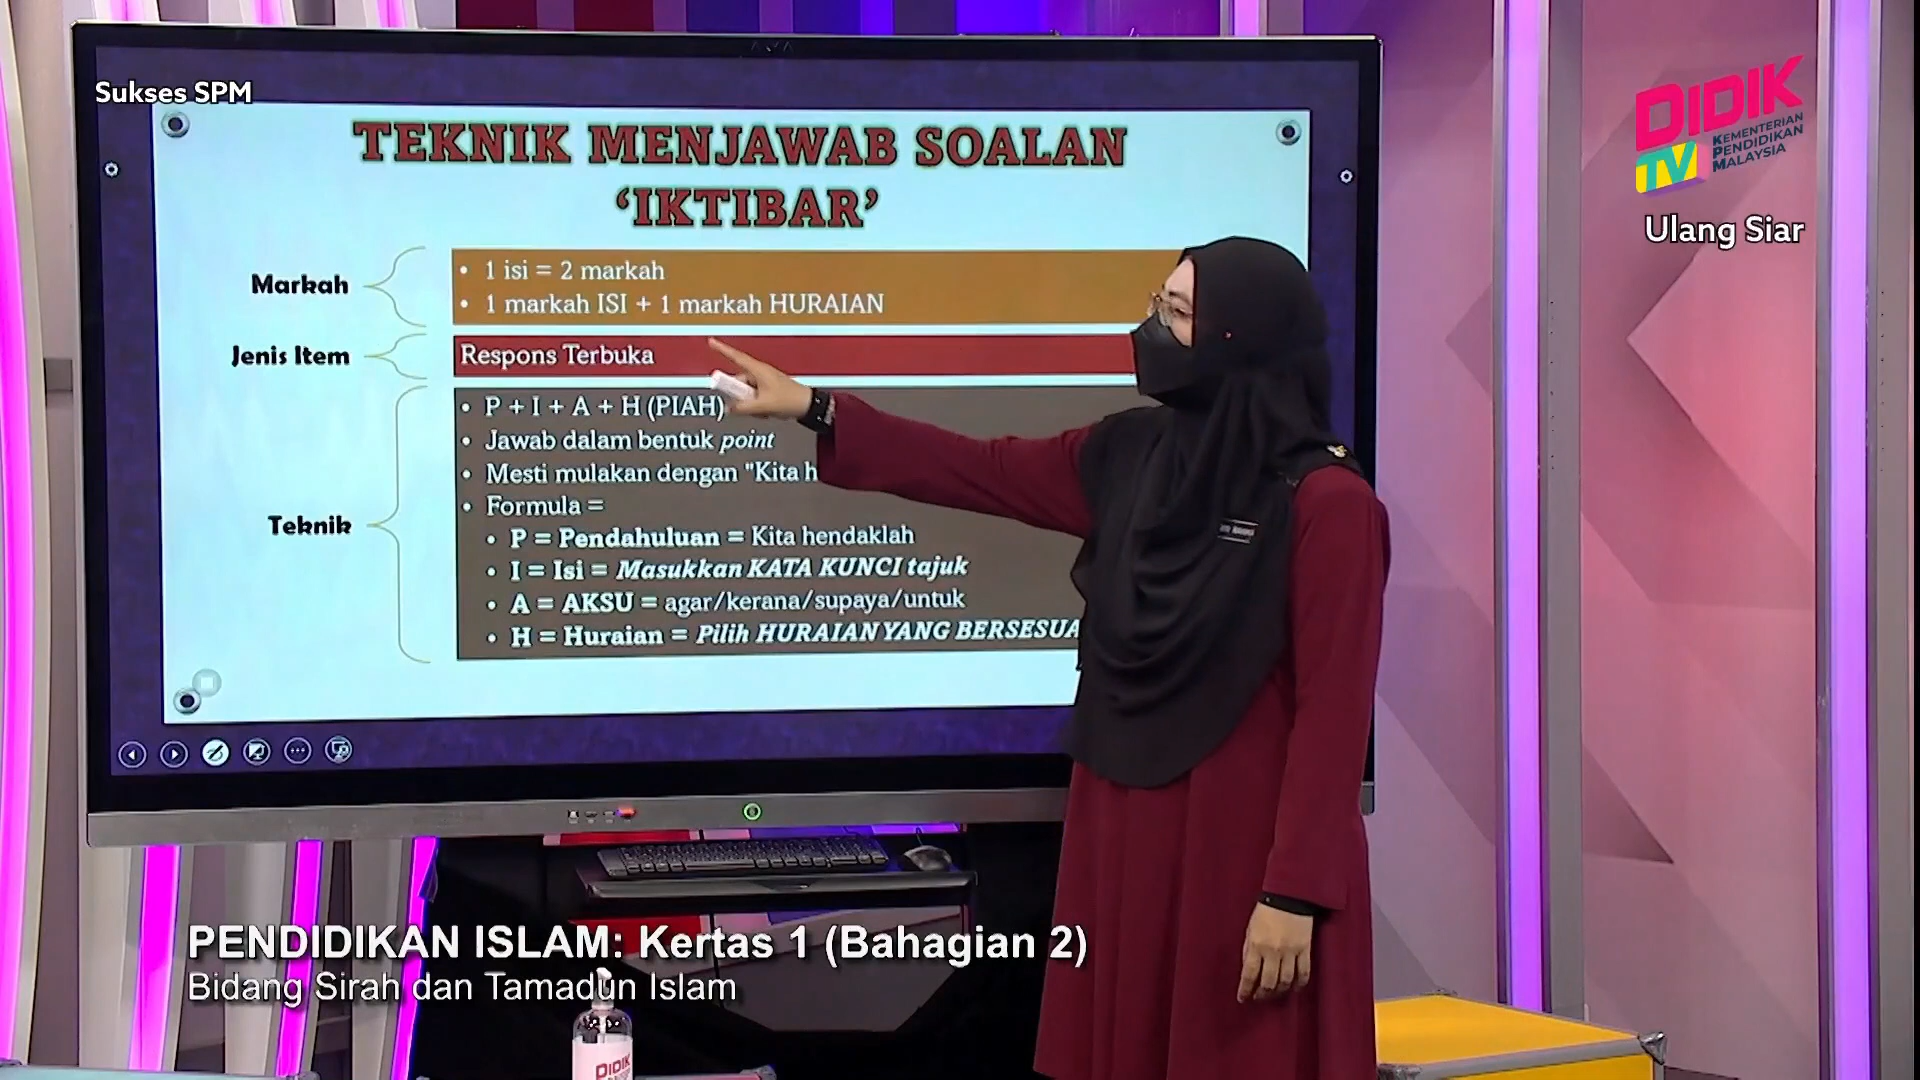 Sukses SPM
DIDIK
TV
KEMENTERIAN
PENDIDIKAN
MALAYSIA
Ulang Siar
TEKNIK MENJAWAB SOALAN
‘IKTIBAR’
Markah
• 1 isi = 2 markah
• 1 markah ISI + 1 markah HURAIAN
Jenis Item
Respons Terbuka
Teknik
• P + I + A + H (PIAH)
• Jawab dalam bentuk point
• Mesti mulakan dengan "Kita h
• Formula =
• P = Pendahuluan = Kita hendaklah
• I = Isi = Masukkan KATA KUNCI tajuk
• A = AKSU = agar/kerana/supaya/untuk
• H = Huraian = Pilih HURAIAN YANG BERSESUA
PENDIDIKAN ISLAM: Kertas 1 (Bahagian 2)
Bidang Sirah dan Tamadun Islam
DIDIK